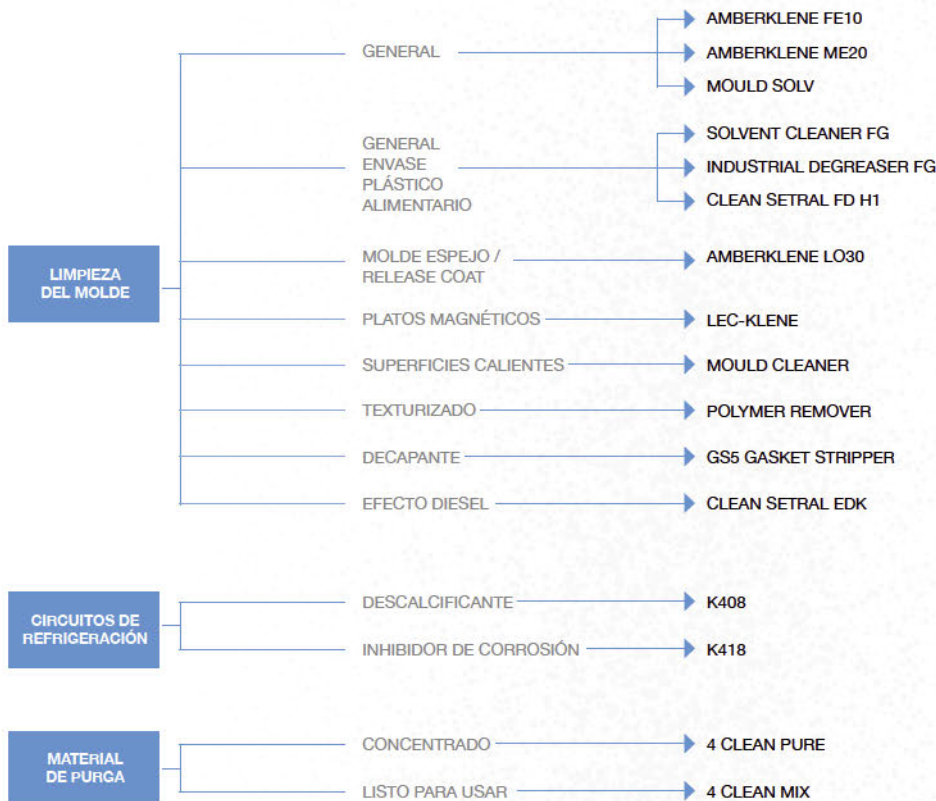 LIMPIEZA
DEL MOLDE
GENERAL
AMBERKLENE FE10
AMBERKLENE ME20
MOULD SOLV
GENERAL
ENVASE
PLÁSTICO
ALIMENTARIO
SOLVENT CLEANER FG
INDUSTRIAL DEGREASER FG
CLEAN SETRAL FD H1
MOLDE ESPEJO /
RELEASE COAT
AMBERKLENE LO30
PLATOS MAGNÉTICOS
LEC-KLENE
SUPERFICIES CALIENTES
MOULD CLEANER
TEXTURIZADO
POLYMER REMOVER
DECAPANTE
GS5 GASKET STRIPPER
EFECTO DIESEL
CLEAN SETRAL EDK
CIRCUITOS DE
REFRIGERACIÓN
DESCALCIFICANTE
K408
INHIBIDOR DE CORROSIÓN
K418
MATERIAL
DE PURGA
CONCENTRADO
4 CLEAN PURE
LISTO PARA USAR
4 CLEAN MIX